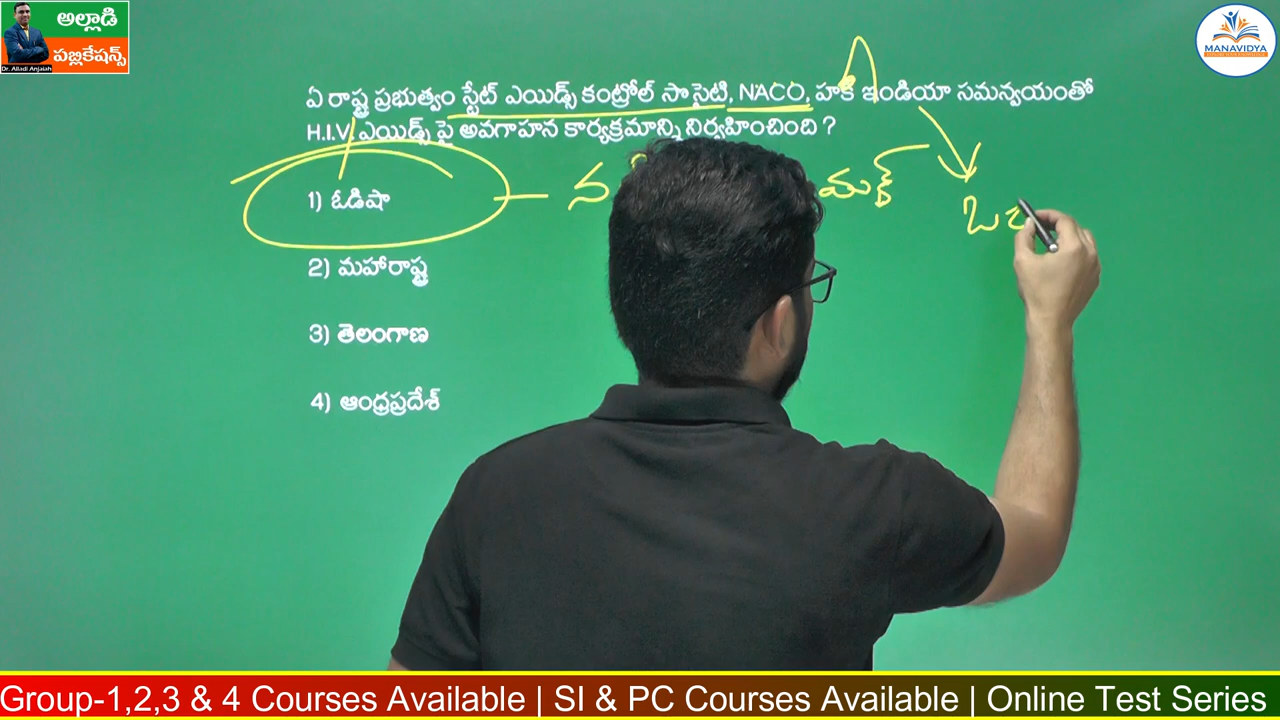 అల్లాడి
పబ్లికేషన్స్
Dr. Alladi Anjaiah
MANAVIDYA
ఏ రాష్ట్ర ప్రభుత్వం స్టేట్ ఎయిడ్స్ కంట్రోల్ సొసైటి, NACO, హాకీ ఇండియా సమన్వయంతో
H.I.V. ఎయిడ్స్ పై అవగాహన కార్యక్రమాన్ని నిర్వహించింది ?
1) ఓడిషా
2) మహారాష్ట్ర
3) తెలంగాణ
4) ఆంధ్రప్రదేశ్
Group-1,2,3 & 4 Courses Available | SI & PC Courses Available | Online Test Series